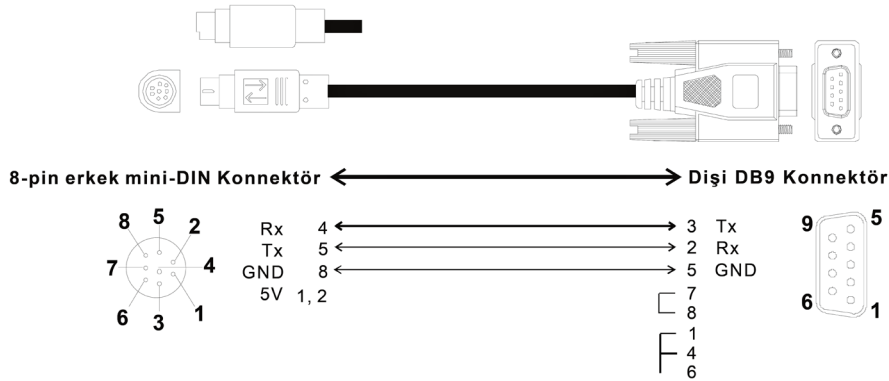 8-pin erkek mini-DIN Konnektör Dişi DB9 Konnektör
8 5 2 7 4 6 3 1
Rx 4 3 Tx
Tx 5 2 Rx
GND 8 5 GND
5V 1, 2
7
8
1
4
6
9 5
6 1